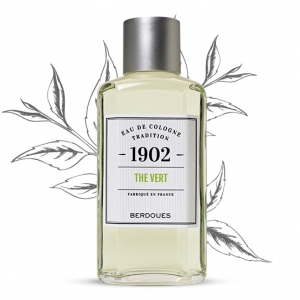 EAU DE COLOGNE
TRADITION
- 1902 -
THE VERT
FABRIQUÉ EN FRANCE
BERDOUES